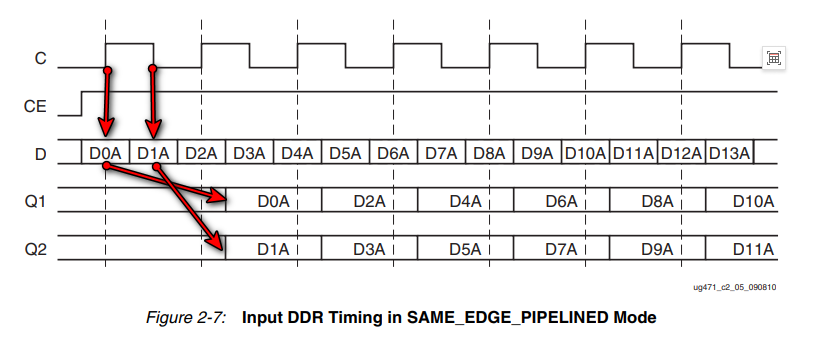 C
CE
D D0A D1A D2A D3A D4A D5A D6A D7A D8A D9A D10A D11A D12A D13A
Q1 D0A D2A D4A D6A D8A D10A
Q2 D1A D3A D5A D7A D9A D11A
ug471_c2_05_090810
Figure 2-7: Input DDR Timing in SAME_EDGE_PIPELINED Mode